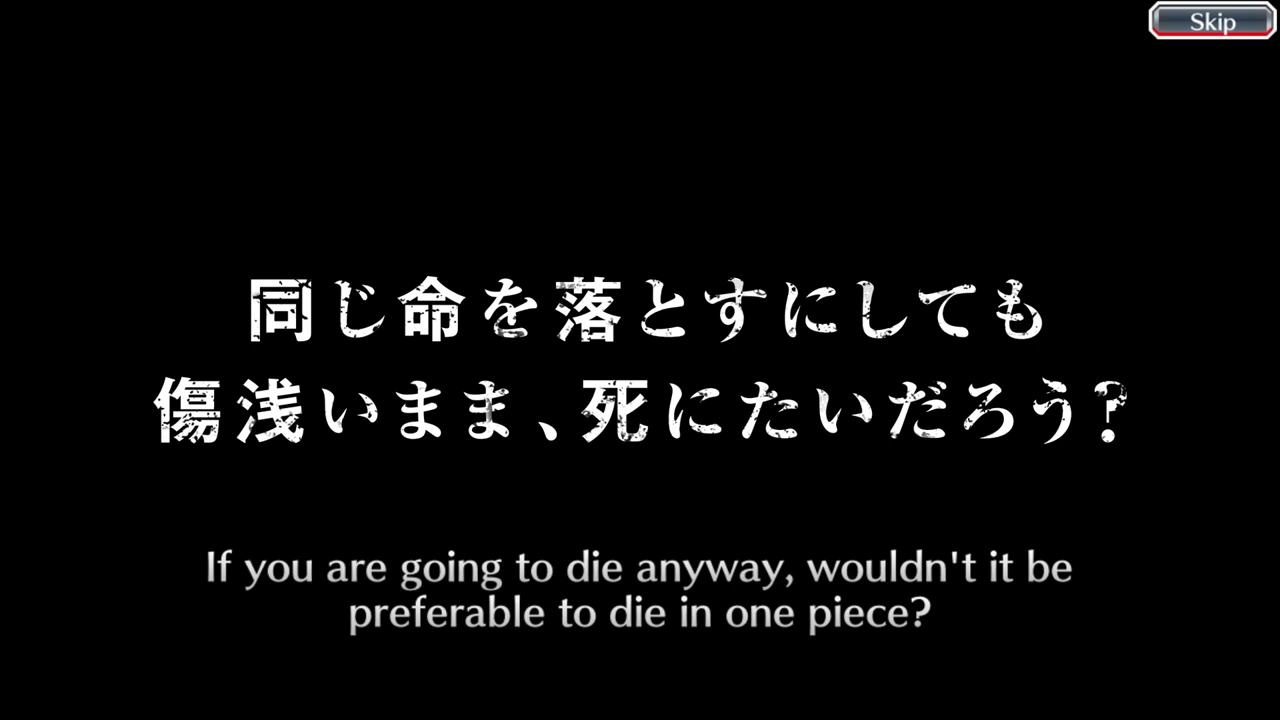 Skip
同じ命を落とすにしても
傷浅いまま、死にたいだろう?
If you are going to die anyway, wouldn't it be
preferable to die in one piece?